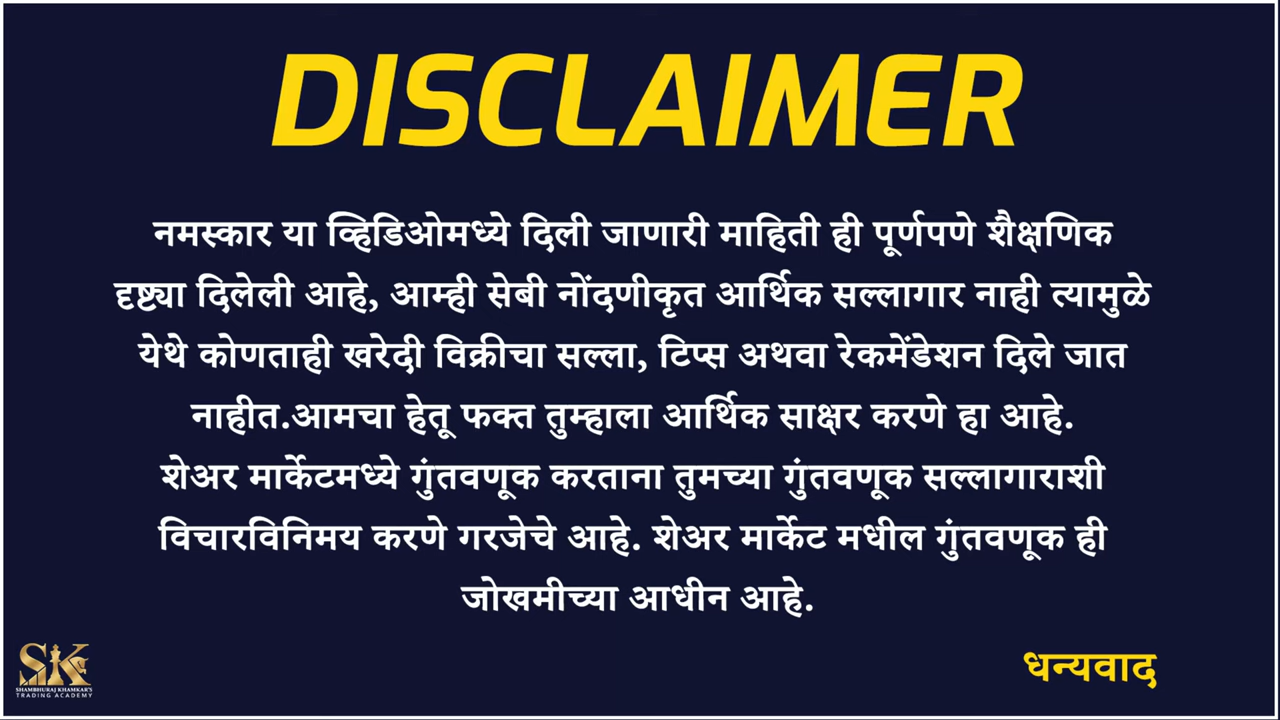 DISCLAIMER
नमस्कार या व्हिडिओमध्ये दिली जाणारी माहिती ही पूर्णपणे शैक्षणिक
दृष्ट्या दिलेली आहे, आम्ही सेबी नोंदणीकृत आर्थिक सल्लागार नाही त्यामुळे
येथे कोणताही खरेदी विक्रीचा सल्ला, टिप्स अथवा रेकमेंडेशन दिले जात
नाहीत.आमचा हेतू फक्त तुम्हाला आर्थिक साक्षर करणे हा आहे.
शेअर मार्केटमध्ये गुंतवणूक करताना तुमच्या गुंतवणूक सल्लागाराशी
विचारविनिमय करणे गरजेचे आहे. शेअर मार्केट मधील गुंतवणूक ही
जोखमीच्या आधीन आहे.
धन्यवाद
SK
SHAMBHURAJ KHAMKAR'S
TRADING ACADEMY